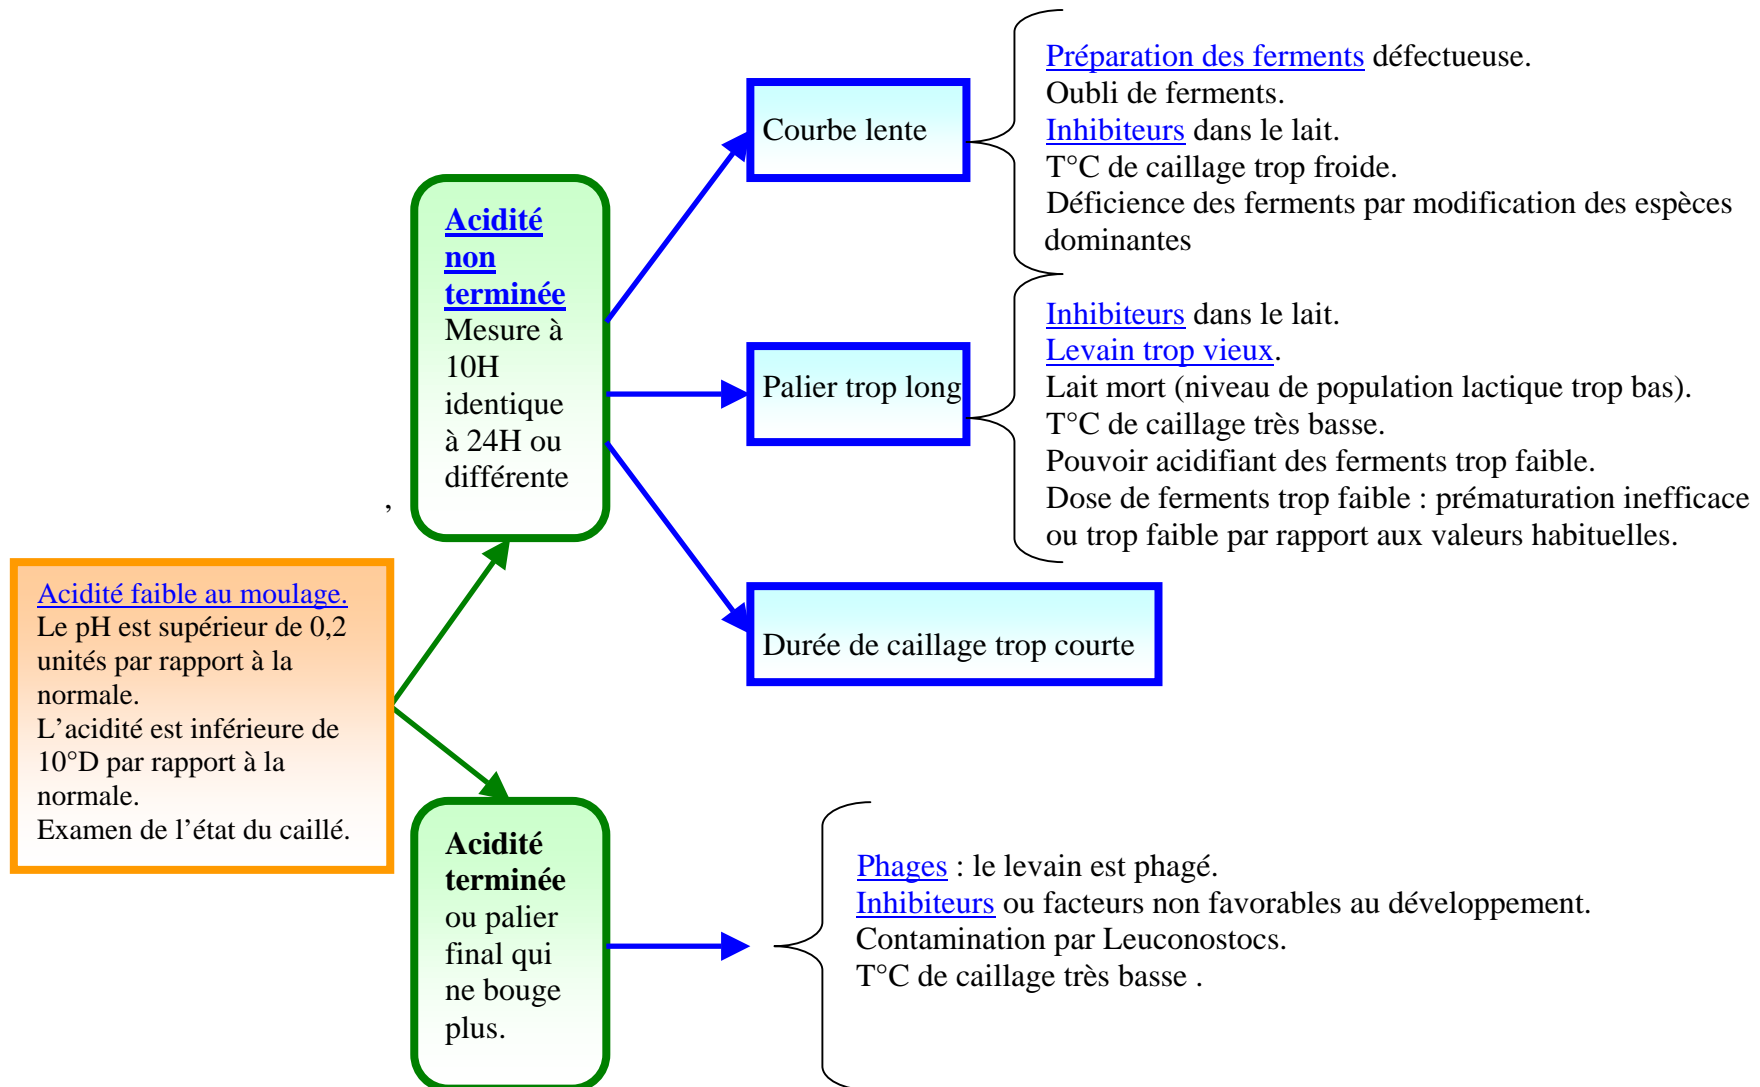 Acidité faible au moulage.
Le pH est supérieur de 0,2
unités par rapport à la
normale.
L’acidité est inférieure de
10°D par rapport à la
normale.
Examen de l’état du caillé.
,
Acidité
non
terminée
Mesure à
10H
identique
à 24H ou
différente
Courbe lente
Préparation des ferments défectueuse.
Oubli de ferments.
Inhibiteurs dans le lait.
T°C de caillage trop froide.
Déficience des ferments par modification des espèces
dominantes
Palier trop long
Inhibiteurs dans le lait.
Levain trop vieux.
Lait mort (niveau de population lactique trop bas).
T°C de caillage très basse.
Pouvoir acidifiant des ferments trop faible.
Dose de ferments trop faible : prématuration inefficace
ou trop faible par rapport aux valeurs habituelles.
Durée de caillage trop courte
Acidité
terminée
ou palier
final qui
ne bouge
plus.
Phages : le levain est phagé.
Inhibiteurs ou facteurs non favorables au développement.
Contamination par Leuconostocs.
T°C de caillage très basse .